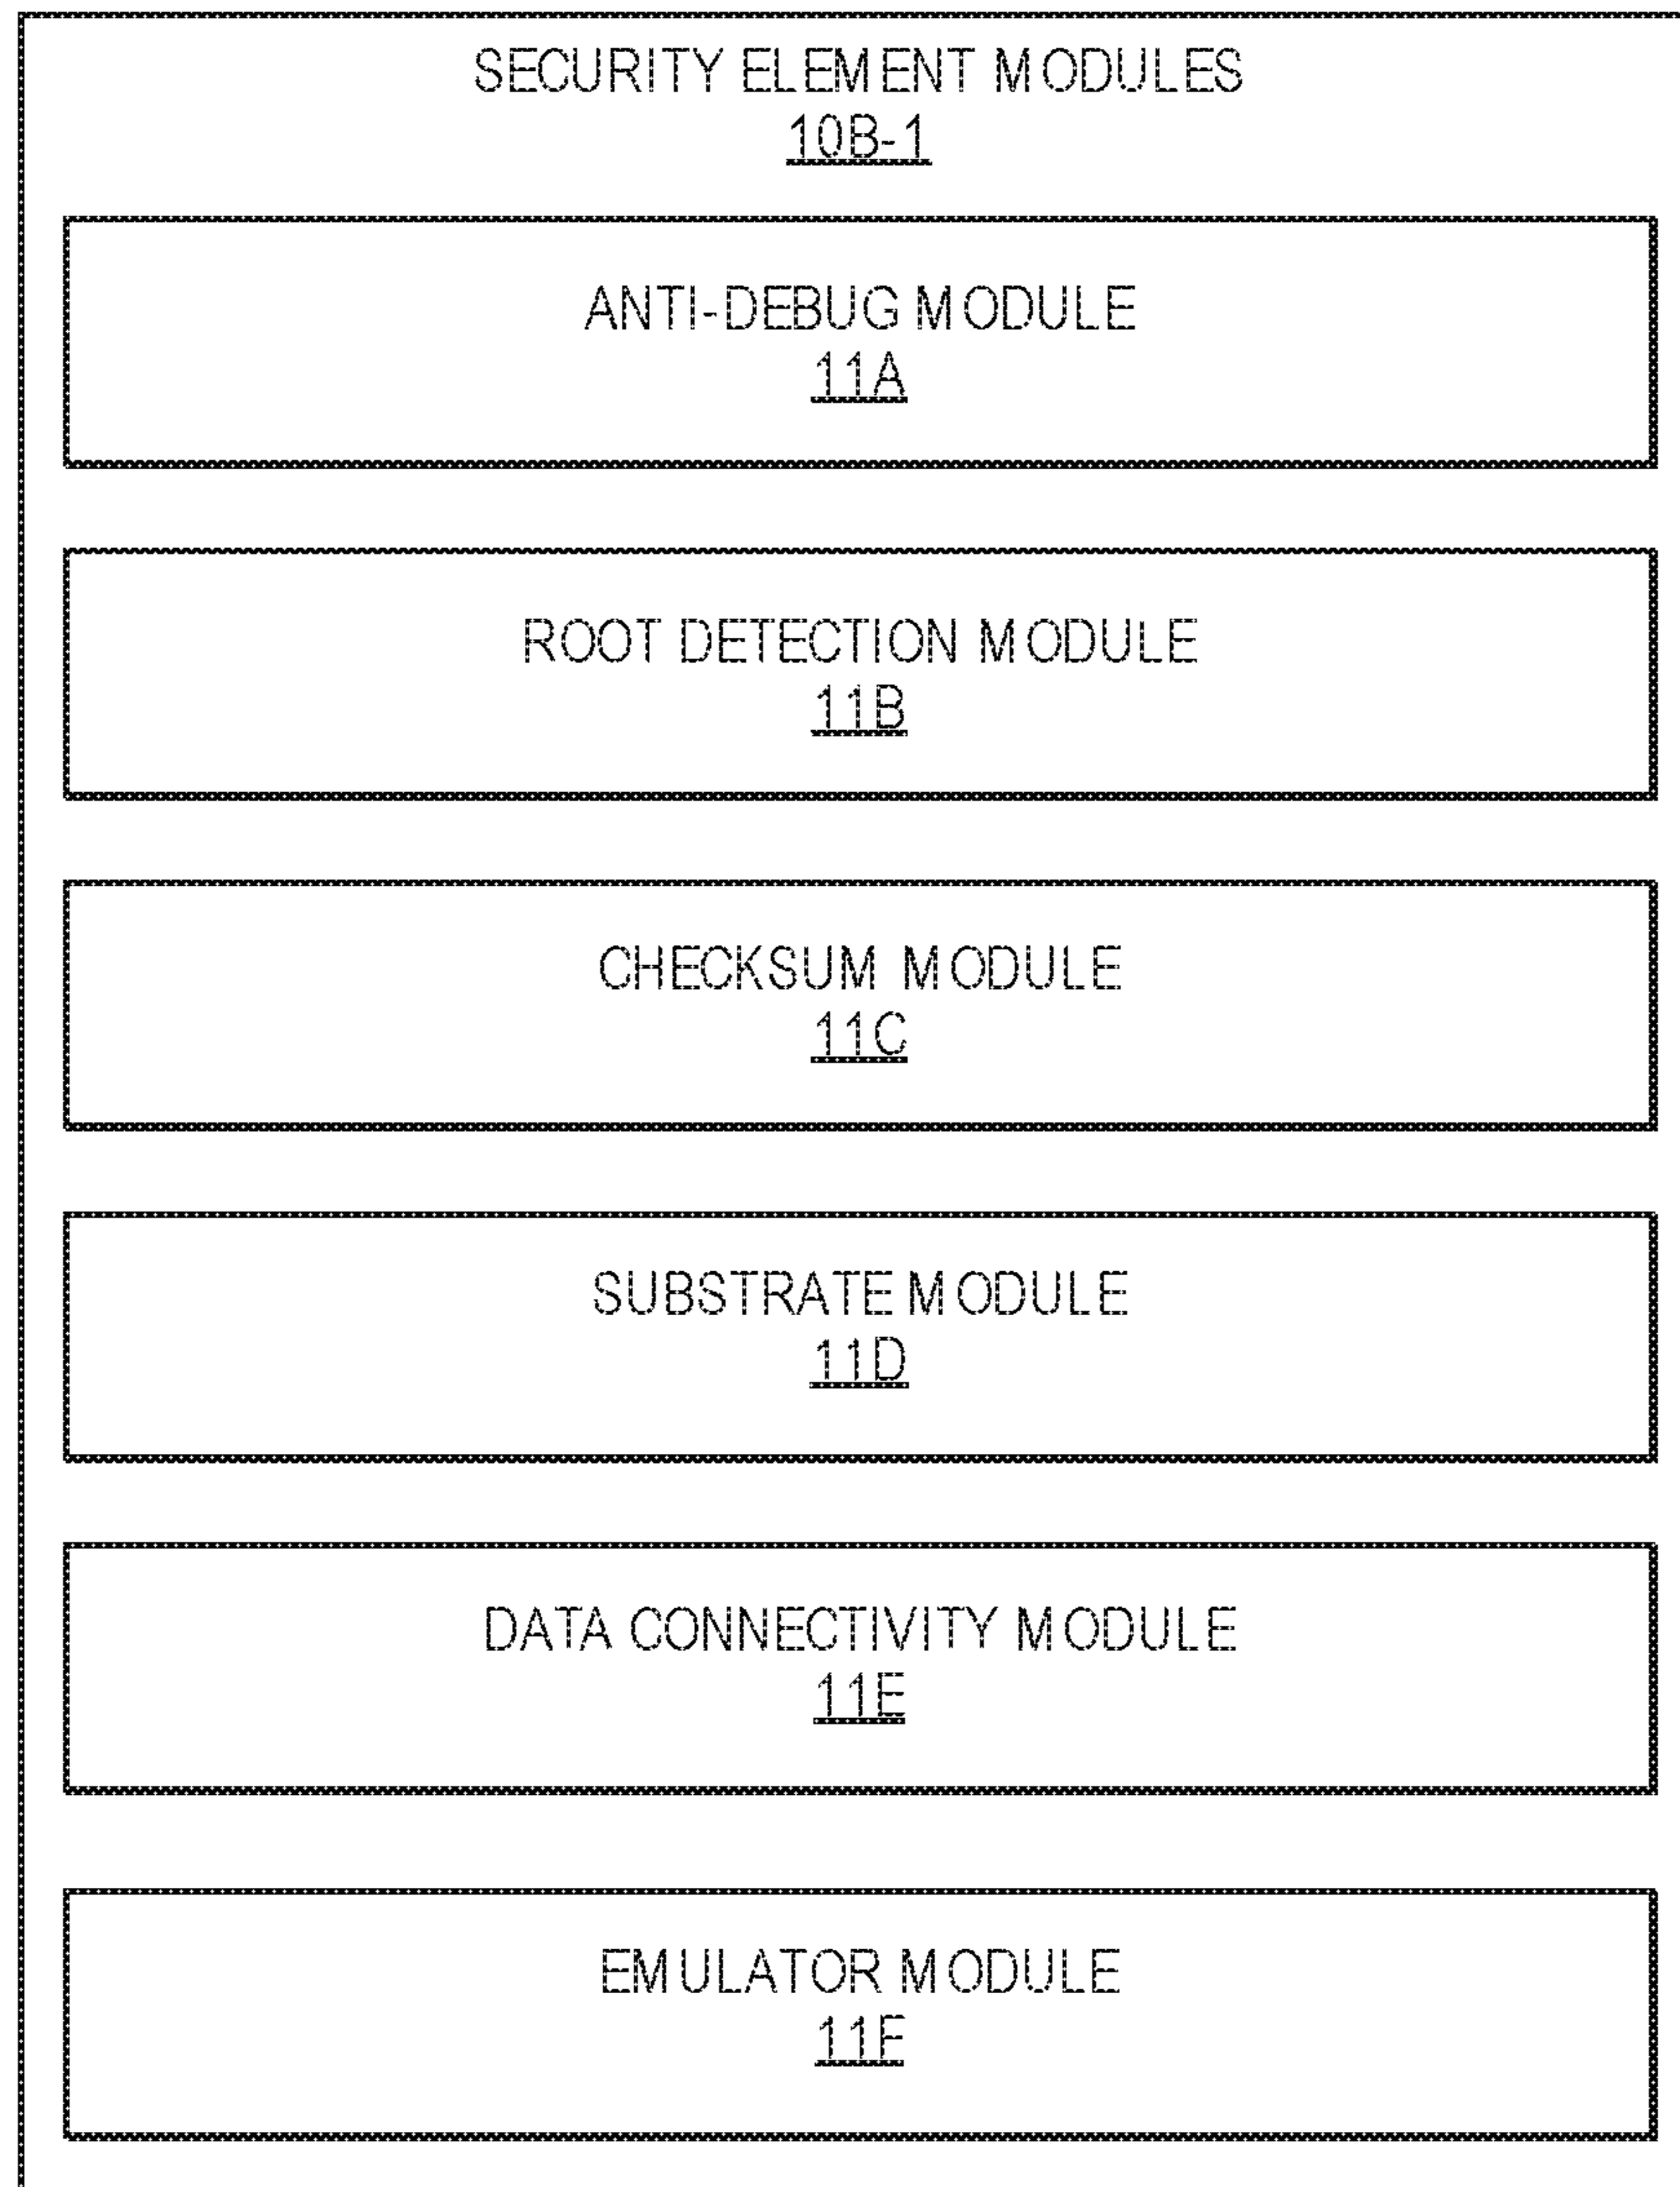 SECURITY ELEMENT MODULES
10B-1
ANTI-DEBUG MODULE
11A
ROOT DETECTION MODULE
11B
CHECKSUM MODULE
11C
SUBSTRATE MODULE
11D
DATA CONNECTIVITY MODULE
11E
EMULATOR MODULE
11F